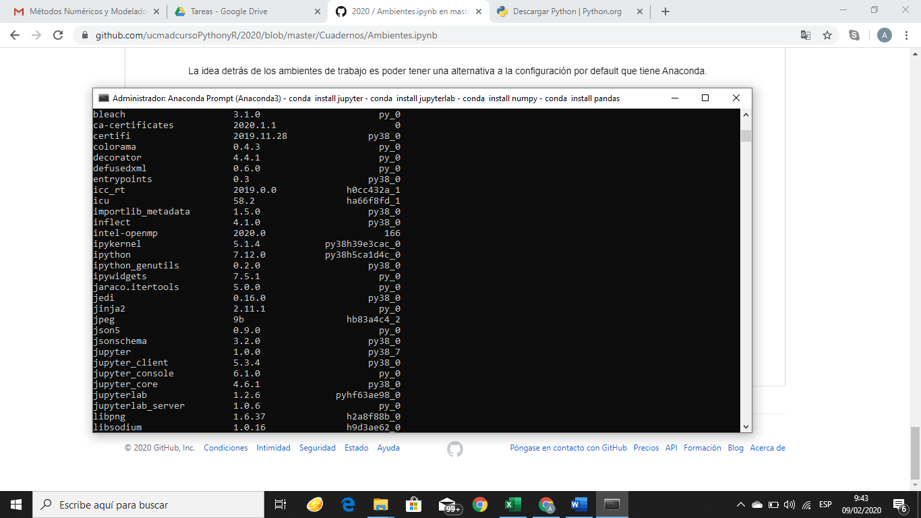 Métodos Numéricos y Modelado
Tareas - Google Drive
2020 / Ambientes.ipynb en mast
Descargar Python | Python.org
github.com/ucmadcursoPythonyR/2020/blob/master/Cuadernos/Ambientes.ipynb
A
La idea detrás de los ambientes de trabajo es poder tener una alternativa a la configuración por default que tiene Anaconda.
Administrador: Anaconda Prompt (Anaconda3) - conda install jupyter - conda install jupyterlab - conda install numpy - conda install pandas
bleach 3.1.0 py_0
ca-certificates 2020.1.1 0
certifi 2019.11.28 py38_0
colorama 0.4.3 py_0
decorator 4.4.1 py_0
defusedxml 0.6.0 py_0
entrypoints 0.3 py38_0
icc_rt 2019.0.0 h0cc432a_1
icu 58.2 ha66f8fd_1
importlib_metadata 1.5.0 py38_0
inflect 4.1.0 py38_0
intel-openmp 2020.0 166
ipykernel 5.1.4 py38h39e3cac_0
ipython 7.12.0 py38h5ca1d4c_0
ipython_genutils 0.2.0 py38_0
ipywidgets 7.5.1 py_0
jaraco.itertools 5.0.0 py_0
jedi 0.16.0 py38_0
jinja2 2.11.1 py_0
jpeg 9b hb83a4c4_2
json5 0.9.0 py_0
jsonschema 3.2.0 py38_0
jupyter 1.0.0 py38_7
jupyter_client 5.3.4 py38_0
jupyter_console 6.1.0 py_0
jupyter_core 4.6.1 py38_0
jupyterlab 1.2.6 pyhf63ae98_0
jupyterlab_server 1.0.6 py_0
libpng 1.6.37 h2a8f88b_0
libsodium 1.0.16 h9d3ae62_0
© 2020 GitHub, Inc. Condiciones Intimidad Seguridad Estado Ayuda Póngase en contacto con GitHub Precios API Formación Blog Acerca de
Escribe aquí para buscar
99+
A
ESP
9:43
09/02/2020
6